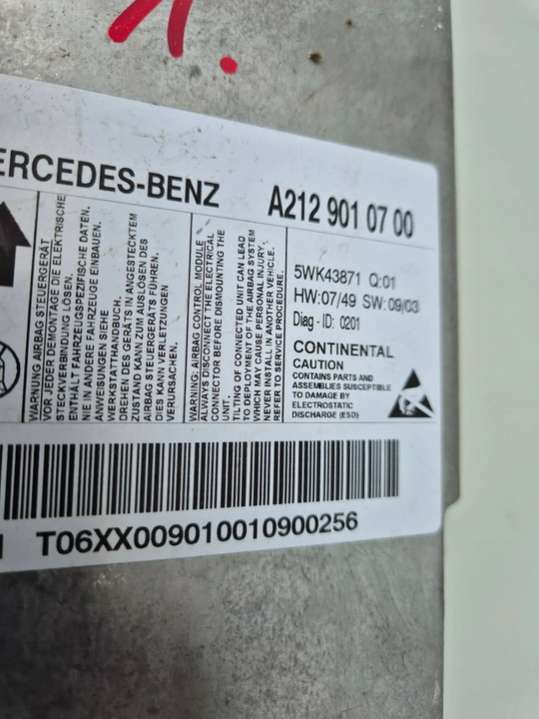 1.
ERCEDES-BENZ
A212 901 07 00
WARNUNG AIRBAG STEUERGERÄT
VOR JEDER DEMONTAGE DIE ELEKTRISCHE
STECKVERBINDUNG LÖSEN.
ENTHÄLT FAHRZEUGSPEZIFISCHE DATEN.
NIE IN ANDERE FAHRZEUGE EINBAUEN.
ANWEISUNGEN SIEHE
WERKSTATTHANDBUCH.
DREHEN DES GERÄTS IN ANGESTECKTEM
ZUSTAND KANN ZUM AUSLÖSEN DES
AIRBAG STEUERGERÄTS FÜHREN.
DIES KANN VERLETZUNGEN
VERURSACHEN.
WARNING: AIRBAG CONTROL MODULE
ALWAYS DISCONNECT THE ELECTRICAL
CONNECTOR BEFORE DISMOUNTING THE
UNIT.
TILTING OF CONNECTED UNIT CAN LEAD
TO DEPLOYMENT OF THE AIRBAG SYSTEM
WHICH MAY CAUSE PERSONAL INJURY.
NEVER INSTALL IN ANOTHER VEHICLE.
REFER TO SERVICE PROCEDURE.
5WK43871 Q:01
HW:07/49 SW:09/03
Diag - ID: 0201
CONTINENTAL
CAUTION
CONTAINS PARTS AND
ASSEMBLIES SUSCEPTIBLE
TO DAMAGE BY
ELECTROSTATIC
DISCHARGE (ESD)
T06XX009010010900256